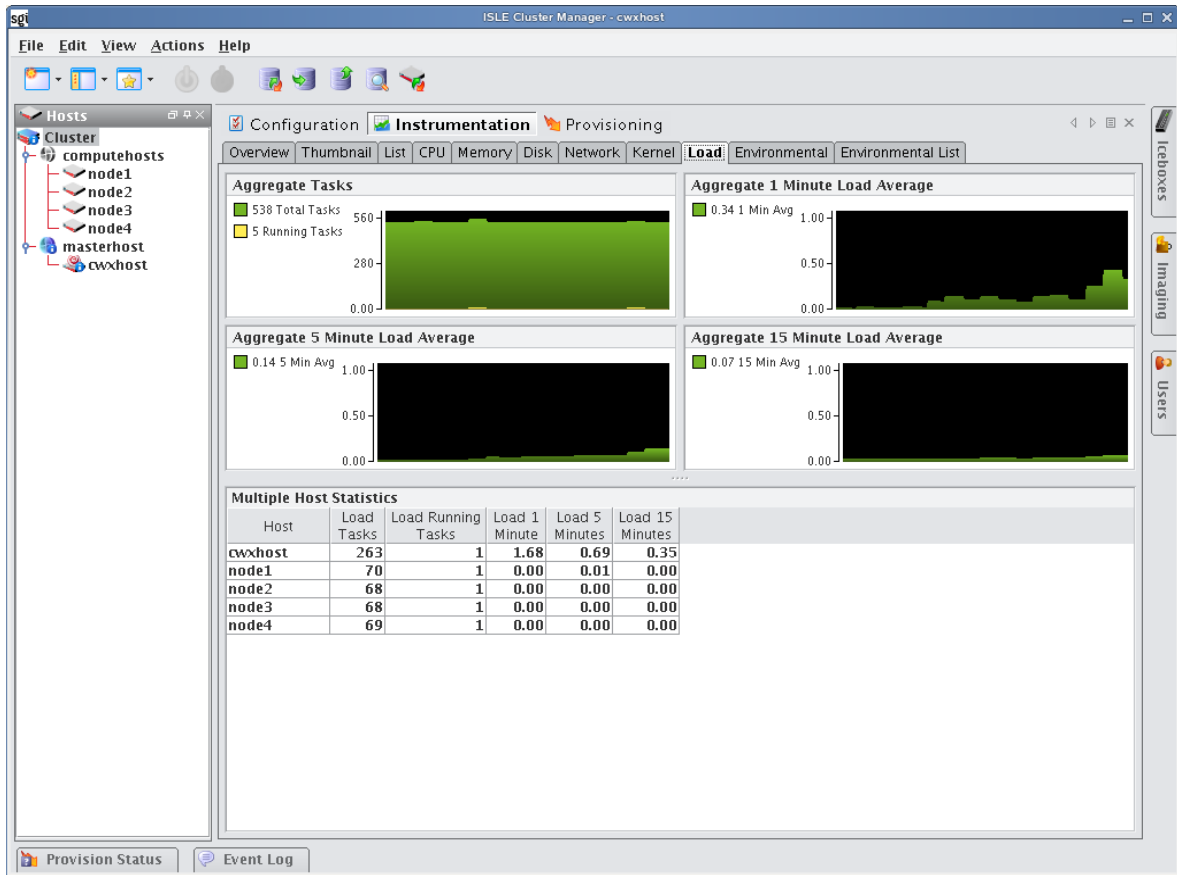 sgi
ISLE Cluster Manager - cwxhost
File Edit View Actions Help
Hosts
Cluster
computehosts
node1
node2
node3
node4
masterhost
cwxhost
Configuration Instrumentation Provisioning
Overview Thumbnail List CPU Memory Disk Network Kernel Load Environmental Environmental List
Aggregate Tasks
538 Total Tasks
5 Running Tasks
560
280
0.00
Aggregate 1 Minute Load Average
0.34 1 Min Avg
1.00
0.50
0.00
Aggregate 5 Minute Load Average
0.14 5 Min Avg
1.00
0.50
0.00
Aggregate 15 Minute Load Average
0.07 15 Min Avg
1.00
0.50
0.00
Multiple Host Statistics
Host Load Tasks Load Running Tasks Load 1 Minute Load 5 Minutes Load 15 Minutes
cwxhost 263 1 1.68 0.69 0.35
node1 70 1 0.00 0.01 0.00
node2 68 1 0.00 0.00 0.00
node3 68 1 0.00 0.00 0.00
node4 69 1 0.00 0.00 0.00
Iceboxes
Imaging
Users
Provision Status
Event Log